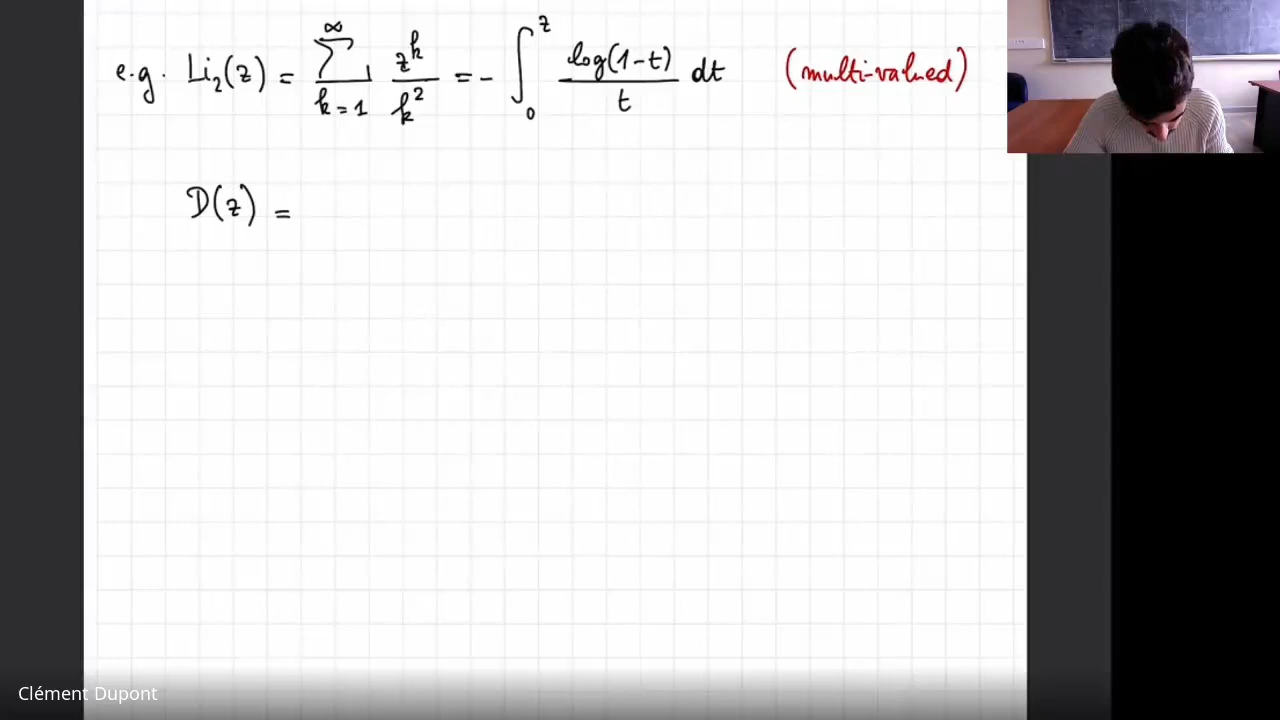 e.g. Li₂(z) = ∑_{k=1}^{∞} z^k / k² = - ∫_0^z log(1-t) / t dt (multi-valued)
D(z) =
Clément Dupont